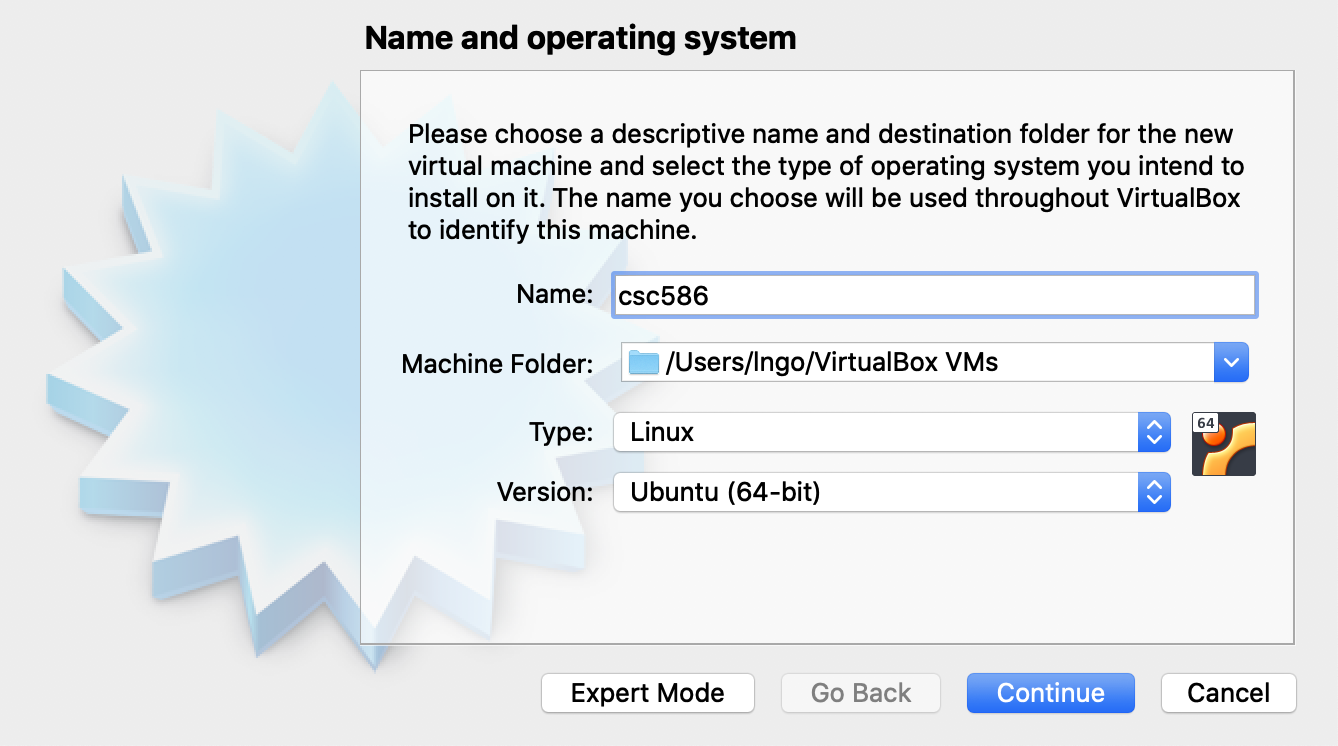 Name and operating system
Please choose a descriptive name and destination folder for the new
virtual machine and select the type of operating system you intend to
install on it. The name you choose will be used throughout VirtualBox
to identify this machine.
Name: csc586
Machine Folder: /Users/Ingo/VirtualBox VMs
Type: Linux
64
Version: Ubuntu (64-bit)
Expert Mode Go Back Continue Cancel